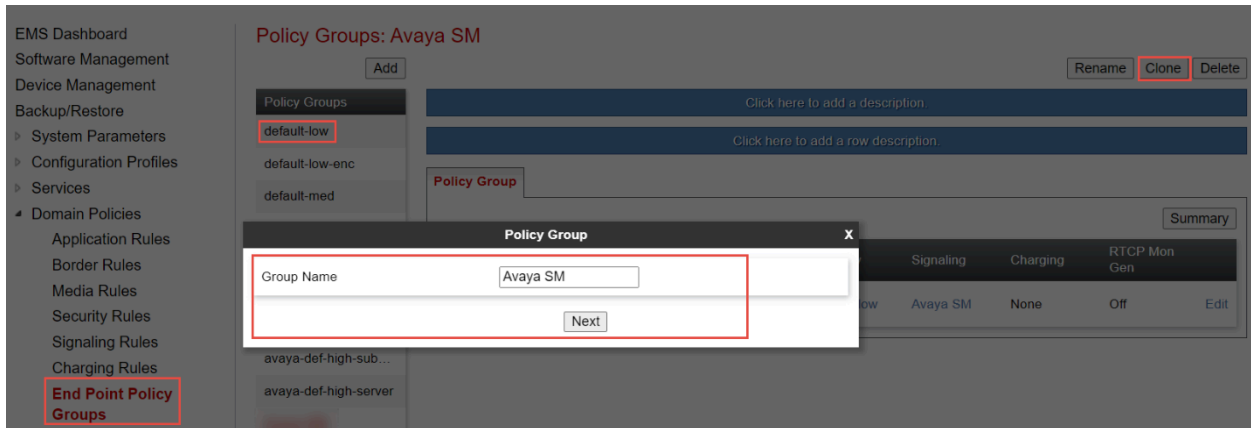 EMS Dashboard
Software Management
Device Management
Backup/Restore
System Parameters
Configuration Profiles
Services
Domain Policies
Application Rules
Border Rules
Media Rules
Security Rules
Signaling Rules
Charging Rules
End Point Policy
Groups
Policy Groups: Avaya SM
Add
Rename Clone Delete
Policy Groups
default-low
default-low-enc
default-med
avaya-def-high-sub...
avaya-def-high-server
Click here to add a description
Click here to add a row description.
Policy Group
Summary
Signaling Charging RTCP Mon
Gen
low Avaya SM None Off Edit
Policy Group X
Group Name Avaya SM
Next